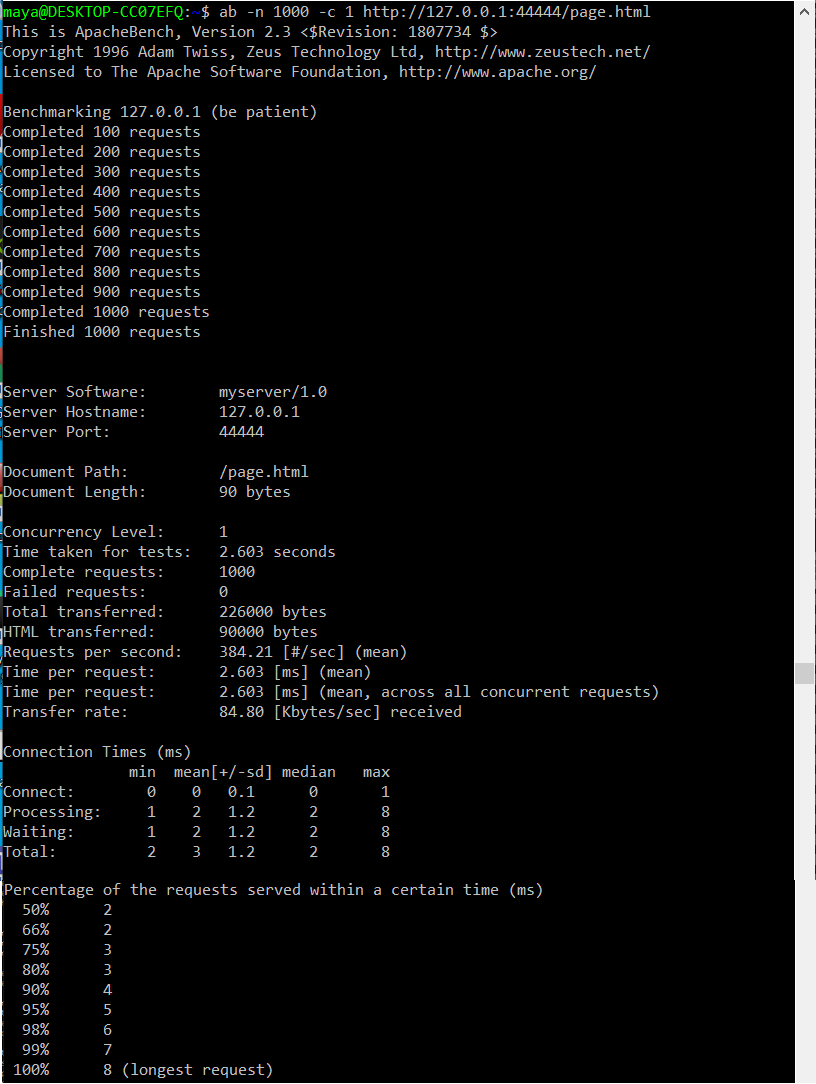 maya@DESKTOP-CC07EFQ:~$ ab -n 1000 -c 1 http://127.0.0.1:44444/page.html
This is ApacheBench, Version 2.3 <$Revision: 1807734 $>
Copyright 1996 Adam Twiss, Zeus Technology Ltd, http://www.zeustech.net/
Licensed to The Apache Software Foundation, http://www.apache.org/

Benchmarking 127.0.0.1 (be patient)
Completed 100 requests
Completed 200 requests
Completed 300 requests
Completed 400 requests
Completed 500 requests
Completed 600 requests
Completed 700 requests
Completed 800 requests
Completed 900 requests
Completed 1000 requests
Finished 1000 requests


Server Software:        myserver/1.0
Server Hostname:        127.0.0.1
Server Port:            44444

Document Path:          /page.html
Document Length:        90 bytes

Concurrency Level:      1
Time taken for tests:   2.603 seconds
Complete requests:      1000
Failed requests:        0
Total transferred:      226000 bytes
HTML transferred:       90000 bytes
Requests per second:    384.21 [#/sec] (mean)
Time per request:       2.603 [ms] (mean)
Time per request:       2.603 [ms] (mean, across all concurrent requests)
Transfer rate:          84.80 [Kbytes/sec] received

Connection Times (ms)
              min  mean[+/-sd] median   max
Connect:        0    0   0.1      0       1
Processing:     1    2   1.2      2       8
Waiting:        1    2   1.2      2       8
Total:          2    3   1.2      2       8

Percentage of the requests served within a certain time (ms)
  50%      2
  66%      2
  75%      3
  80%      3
  90%      4
  95%      5
  98%      6
  99%      7
 100%      8 (longest request)